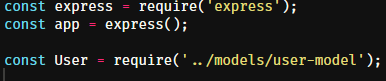 const express = require('express');
const app = express();
const User = require('../models/user-model');